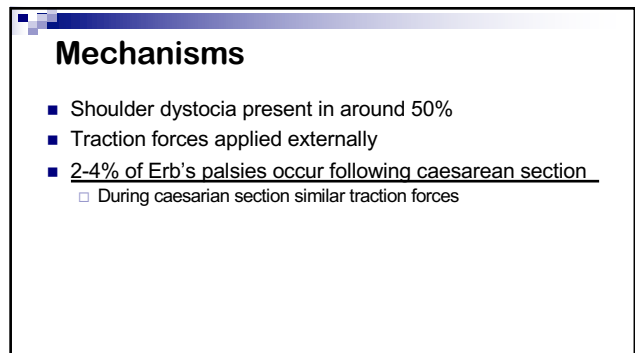 Mechanisms
Shoulder dystocia present in around 50%
Traction forces applied externally
2-4% of Erb's palsies occur following caesarean section
During caesarian section similar traction forces